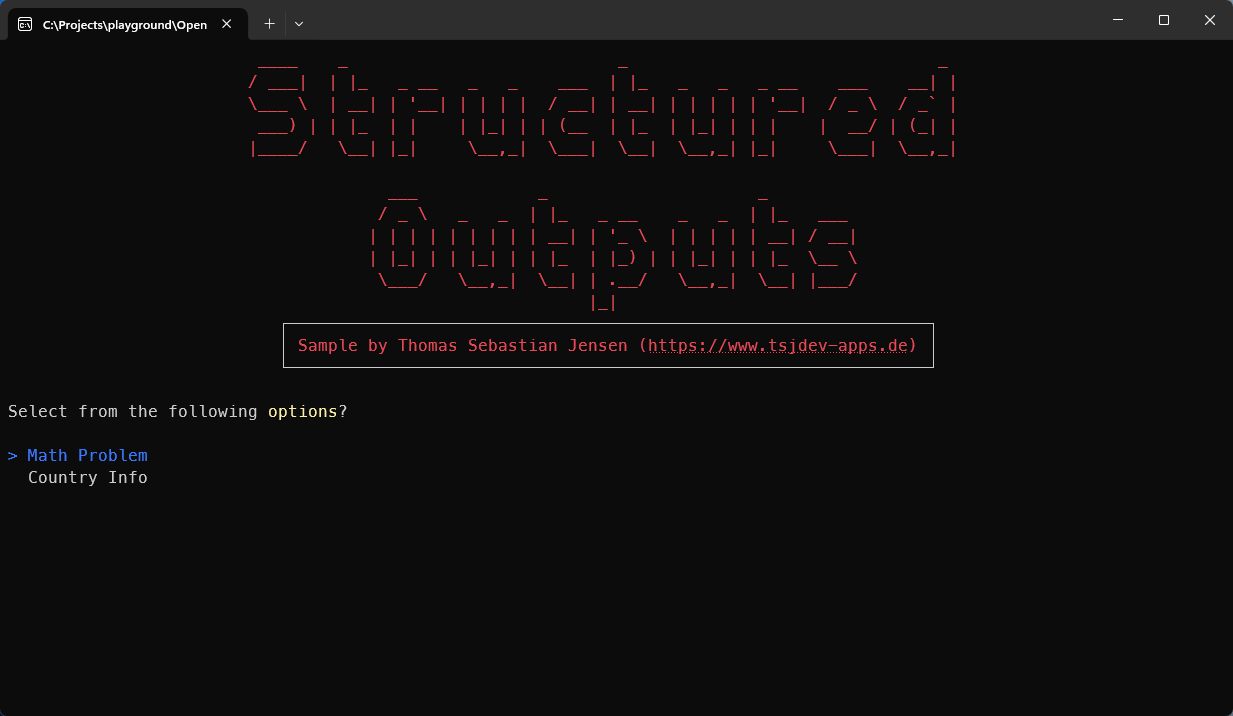 C:\Projects\playground\Open
Structured
Outputs
Sample by Thomas Sebastian Jensen (https://www.tsjdev-apps.de)
Select from the following options?
> Math Problem
Country Info